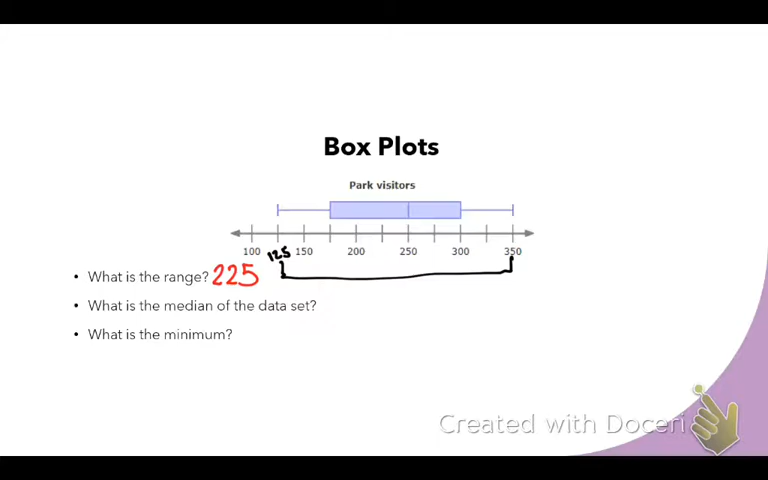 Box Plots
Park visitors
100 150 200 250 300 350
125
• What is the range? 225
• What is the median of the data set?
• What is the minimum?
Created with Doceri